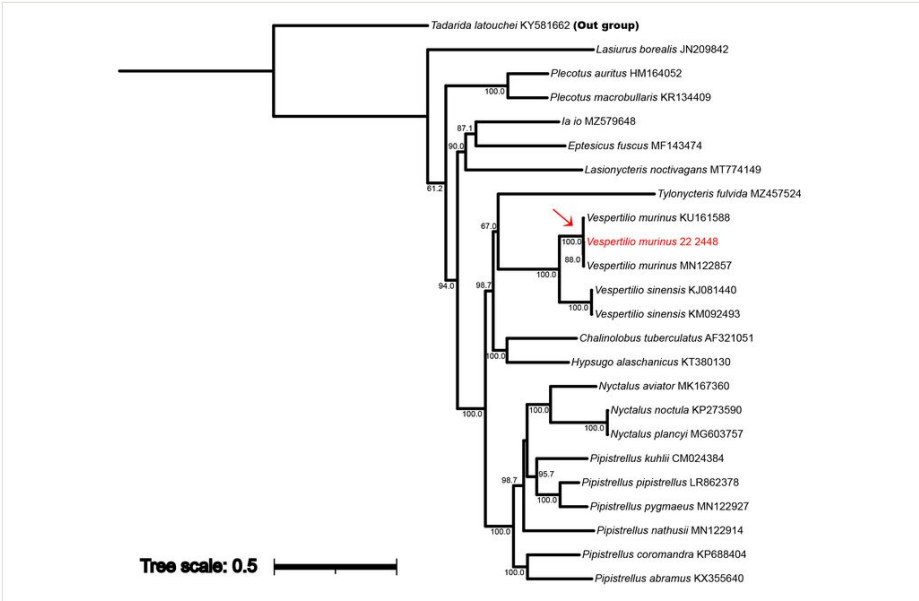 Tadarida latouchei KY581662 (Out group)
Lasiurus borealis JN209842
Plecotus auritus HM164052
100.0
Plecotus macrobullaris KR134409
Ia io MZ579648
87.1
90.0
Eptesicus fuscus MF143474
Lasionycteris noctivagans MT774149
61.2
Tylonycteris fulvida MZ457524
Vespertilio murinus KU161588
67.0
100.0
Vespertilio murinus 22 2448
88.0
Vespertilio murinus MN122857
100.0
94.0
98.7
Vespertilio sinensis KJ081440
100.0
Vespertilio sinensis KM092493
Chalinolobus tuberculatus AF321051
100.0
Hypsugo alaschanicus KT380130
Nyctalus aviator MK167360
100.0
100.0
Nyctalus noctula KP273590
100.0
Nyctalus plancyi MG603757
Pipistrellus kuhlii CM024384
95.7
98.7
Pipistrellus pipistrellus LR862378
100.0
Pipistrellus pygmaeus MN122927
100.0
Pipistrellus nathusii MN122914
Pipistrellus coromandra KP688404
100.0
Pipistrellus abramus KX355640
Tree scale: 0.5